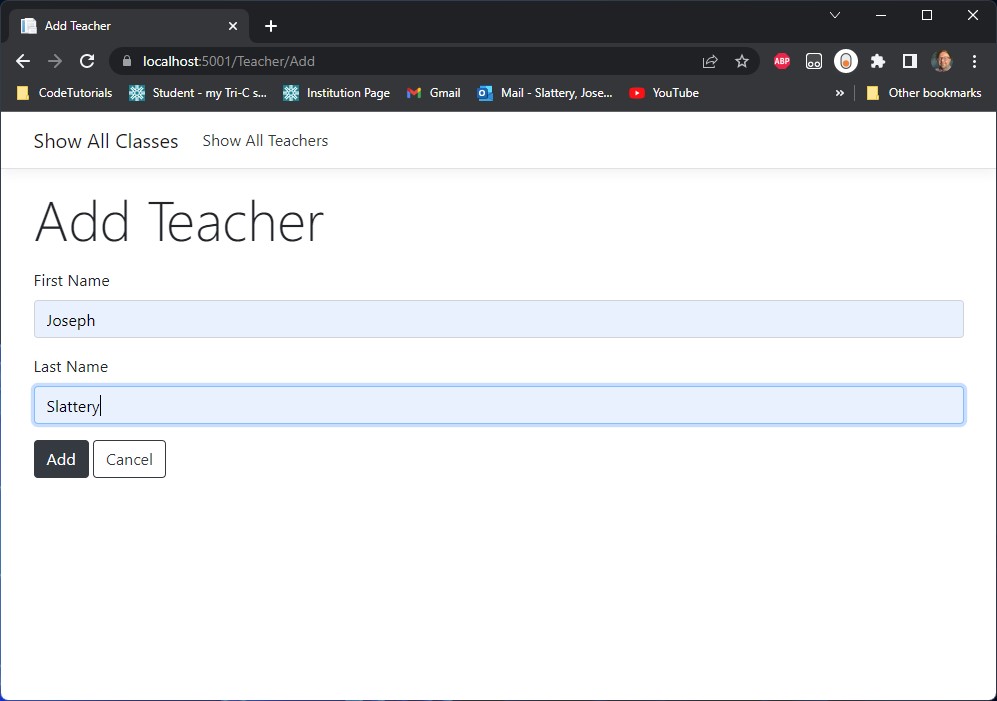 Add Teacher
localhost:5001/Teacher/Add
ABP
CodeTutorials Student - my Tri-C s... Institution Page Gmail Mail - Slattery, Jose... YouTube » Other bookmarks
Show All Classes Show All Teachers
Add Teacher
First Name
Joseph
Last Name
Slattery
Add Cancel